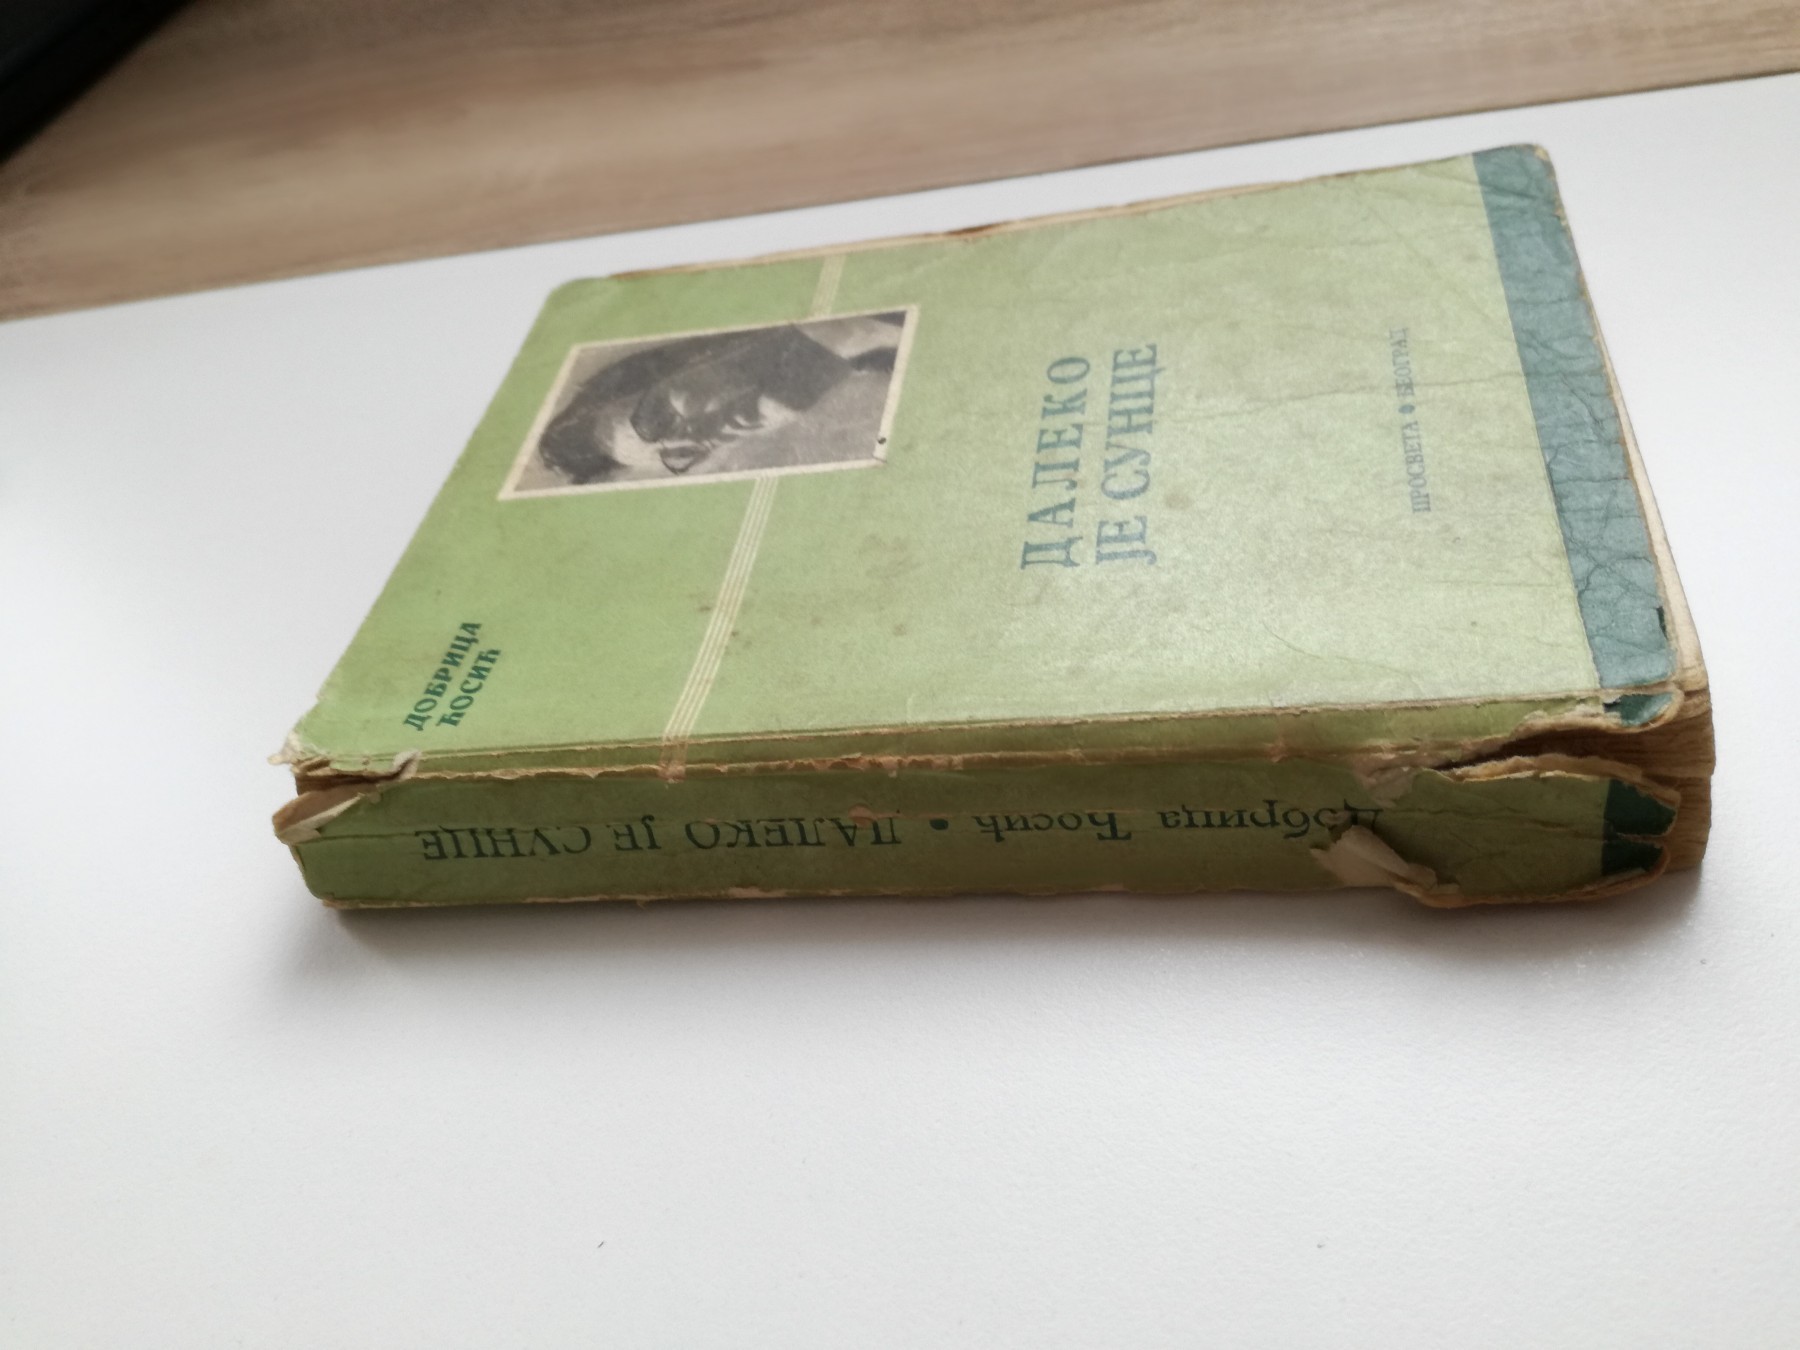 ДОБРИЦА
ЋОСИЋ
ДАЛЕКО
ЈЕ СУНЦЕ
ПРОСВЕТА • БЕОГРАД
Добрица Ћосић • ДАЛЕКО ЈЕ СУНЦЕ